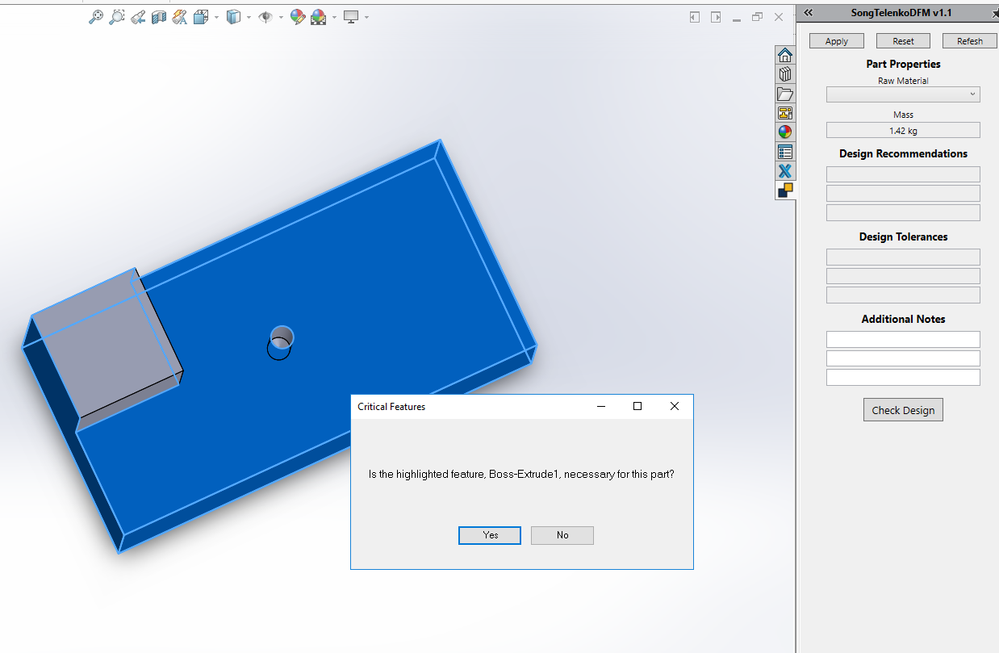 SongTelenkoDFM v1.1
Apply Reset Refesh
Part Properties
Raw Material
Mass
1.42 kg
Design Recommendations
Design Tolerances
Additional Notes
Check Design
Critical Features
Is the highlighted feature, Boss-Extrude1, necessary for this part?
Yes No